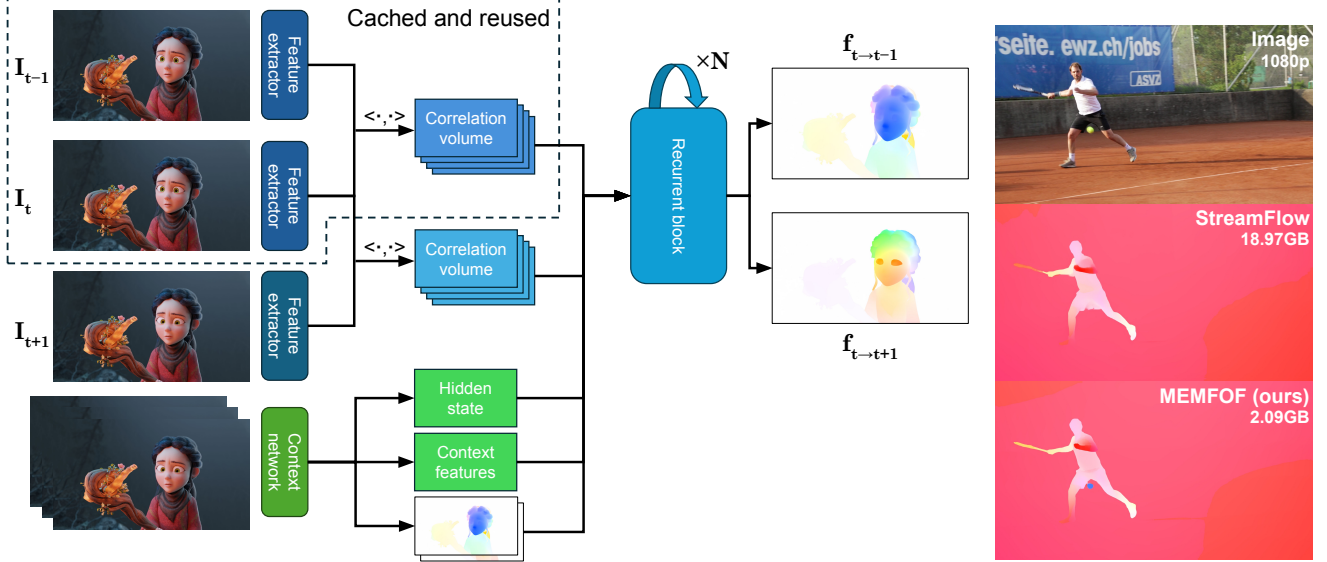 Cached and reused
I_{t−1}
Feature
extractor
<·,·>
Correlation
volume
I_t
Feature
extractor
<·,·>
Correlation
volume
I_{t+1}
Feature
extractor
Context
network
Hidden
state
Context
features
×N
Recurrent block
f_{t→t−1}
f_{t→t+1}
rseite. ewz.ch/jobs
ASVZ
Image
1080p
StreamFlow
18.97GB
MEMFOF (ours)
2.09GB